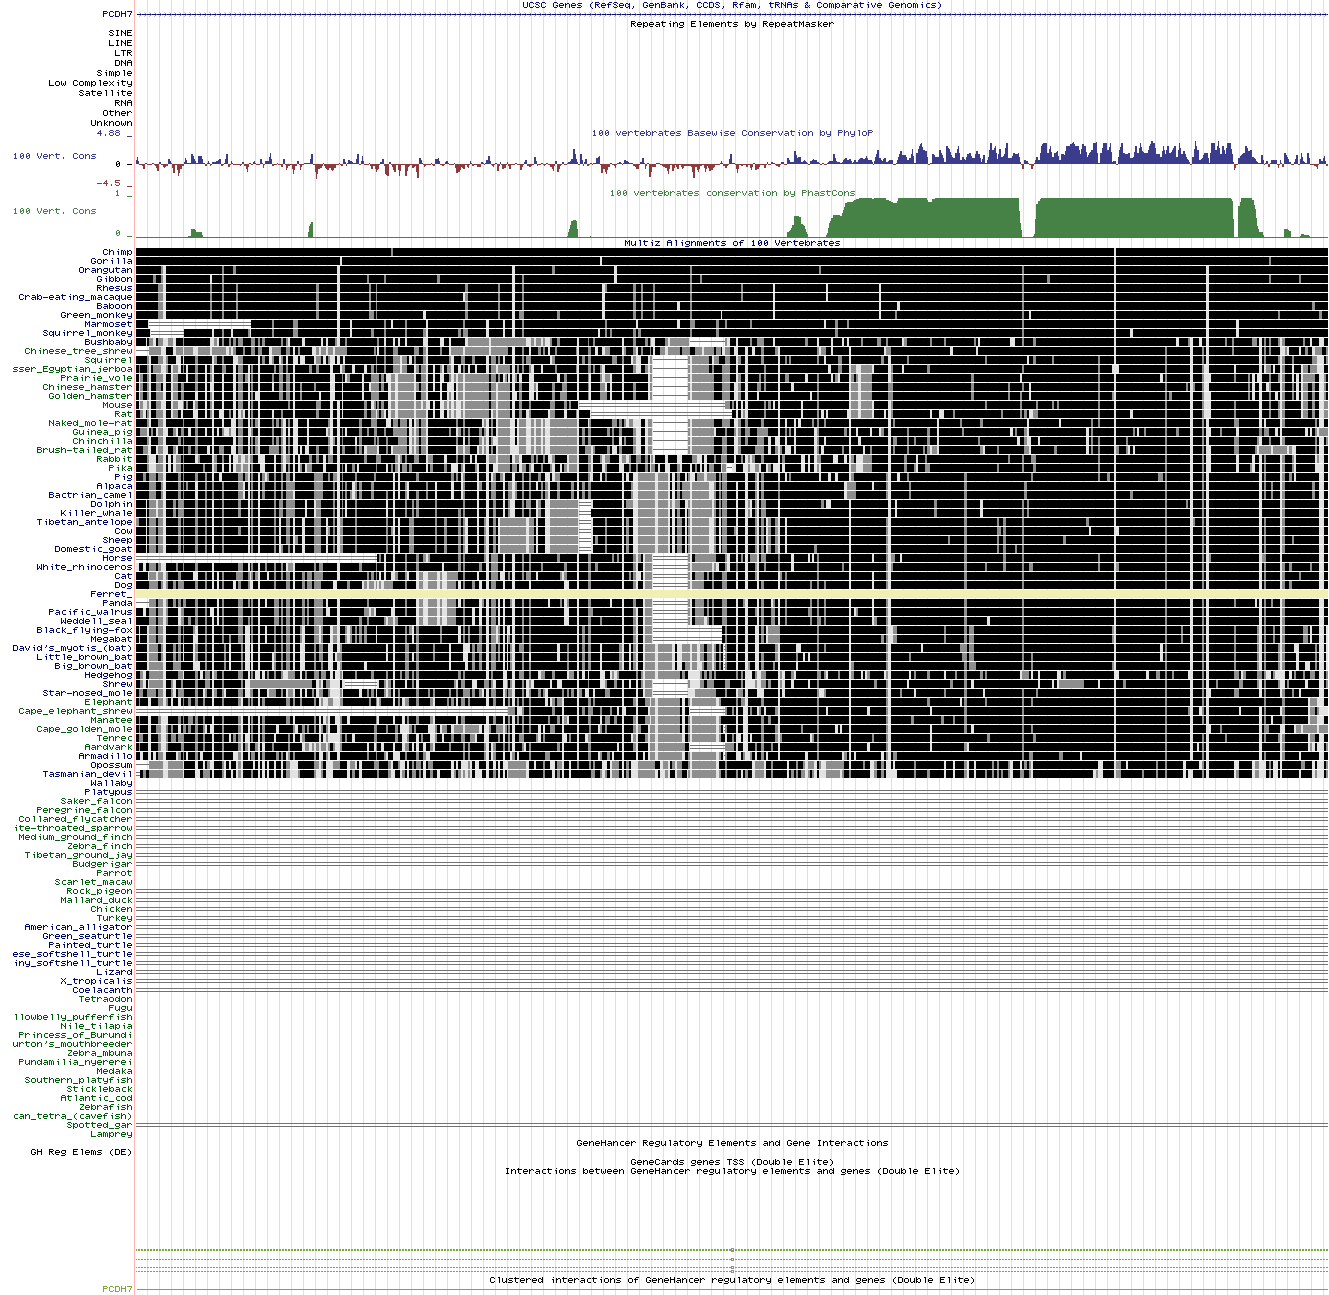 UCSC Genes (RefSeq, GenBank, CCDS, Rfam, tRNAs & Comparative Genomics)
PCDH7
Repeating Elements by RepeatMasker
SINE
LINE
LTR
DNA
Simple
Low Complexity
Satellite
RNA
Other
Unknown
4.88 _
100 vertebrates Basewise Conservation by PhyloP
100 Vert. Cons
0 -
-4.5 _
1 _
100 vertebrates conservation by PhastCons
100 Vert. Cons
0 _
Multiz Alignments of 100 Vertebrates
Chimp
Gorilla
Orangutan
Gibbon
Rhesus
Crab-eating_macaque
Baboon
Green_monkey
Marmoset
Squirrel_monkey
Bushbaby
Chinese_tree_shrew
Squirrel
sser_Egyptian_jerboa
Prairie_vole
Chinese_hamster
Golden_hamster
Mouse
Rat
Naked_mole-rat
Guinea_pig
Chinchilla
Brush-tailed_rat
Rabbit
Pika
Pig
Alpaca
Bactrian_camel
Dolphin
Killer_whale
Tibetan_antelope
Cow
Sheep
Domestic_goat
Horse
White_rhinoceros
Cat
Dog
Ferret_
Panda
Pacific_walrus
Weddell_seal
Black_flying-fox
Megabat
David's_myotis_(bat)
Little_brown_bat
Big_brown_bat
Hedgehog
Shrew
Star-nosed_mole
Elephant
Cape_elephant_shrew
Manatee
Cape_golden_mole
Tenrec
Aardvark
Armadillo
Opossum
Tasmanian_devil
Wallaby
Platypus
Saker_falcon
Peregrine_falcon
Collared_flycatcher
ite-throated_sparrow
Medium_ground_finch
Zebra_finch
Tibetan_ground_jay
Budgerigar
Parrot
Scarlet_macaw
Rock_pigeon
Mallard_duck
Chicken
Turkey
American_alligator
Green_seaturtle
Painted_turtle
ese_softshell_turtle
iny_softshell_turtle
Lizard
X_tropicalis
Coelacanth
Tetraodon
Fugu
llowbelly_pufferfish
Nile_tilapia
Princess_of_Burundi
urton's_mouthbreeder
Zebra_mbuna
Pundamilia_nyererei
Medaka
Southern_platyfish
Stickleback
Atlantic_cod
Zebrafish
can_tetra_(cavefish)
Spotted_gar
Lamprey
GeneHancer Regulatory Elements and Gene Interactions
GH Reg Elems (DE)
GeneCards genes TSS (Double Elite)
Interactions between GeneHancer regulatory elements and genes (Double Elite)
Clustered interactions of GeneHancer regulatory elements and genes (Double Elite)
PCDH7